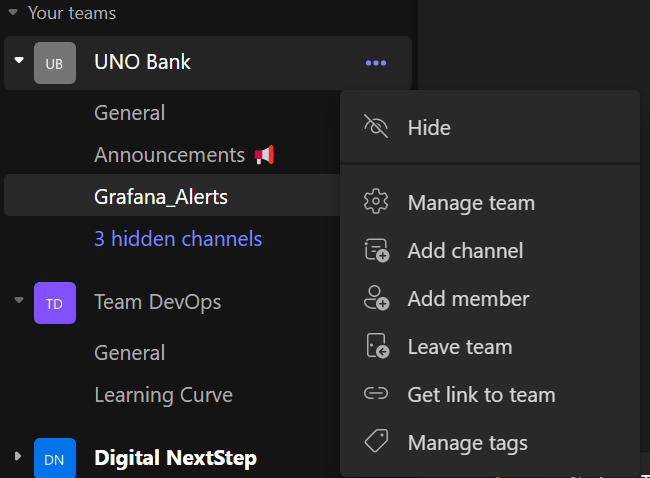 Your teams
UB UNO Bank
General
Announcements
Grafana_Alerts
3 hidden channels
TD Team DevOps
General
Learning Curve
DN Digital NextStep
Hide
Manage team
Add channel
Add member
Leave team
Get link to team
Manage tags